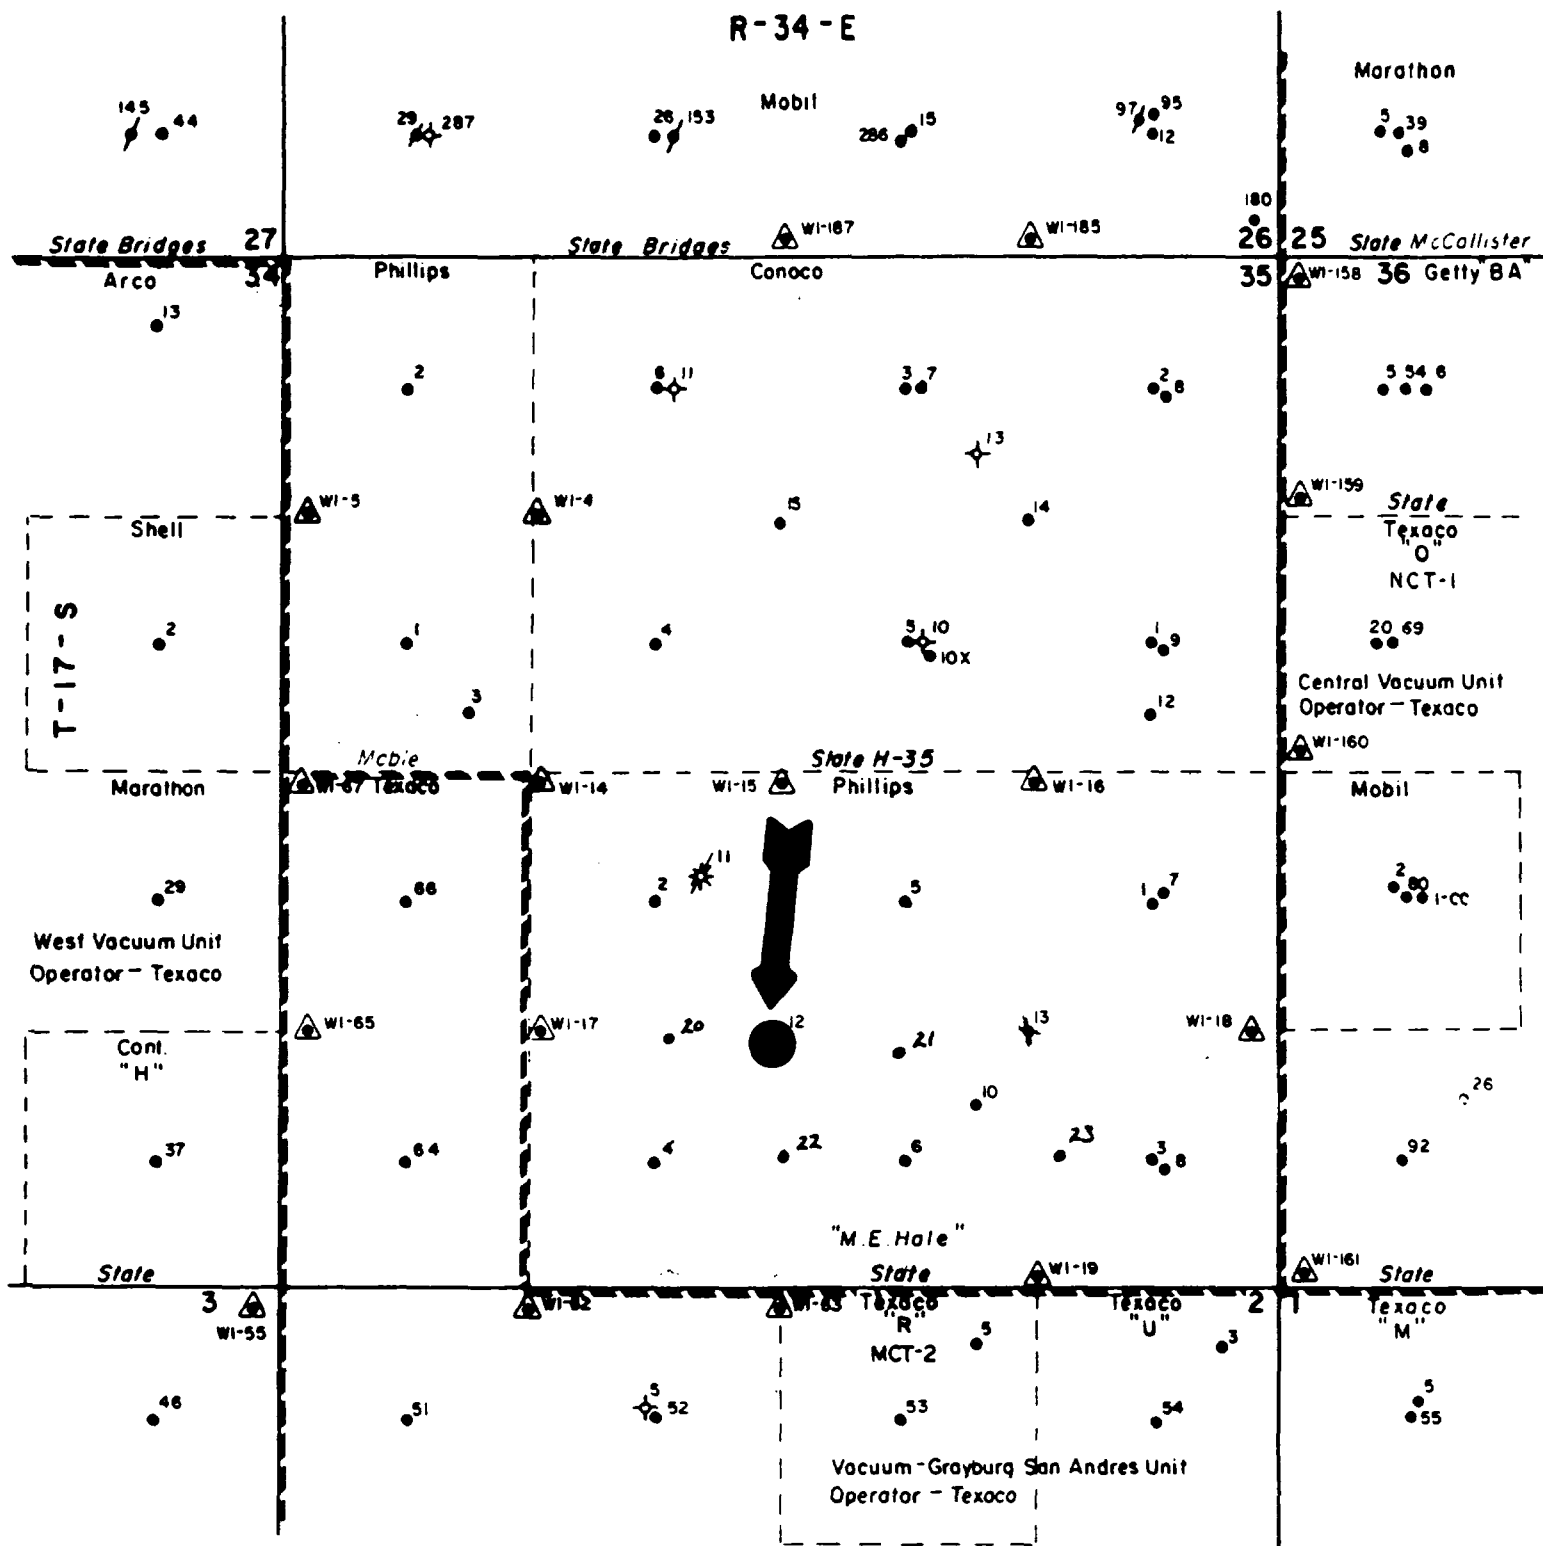 R-34-E
Marathon
Mobil
145 44
29 287
26 153
286 15
97 95
12
5 39
8
180
WI-187
WI-185
State Bridges 27
State Bridges
26 25
State McCallister
Arco 34
Phillips
Conoco
35
WI-158
36 Getty "BA"
13
2
6 11
3 7
2 8
5 54 6
13
WI-5
WI-4
WI-159
15
14
Shell
State
Texaco
"O"
NCT-1
T-17-S
2
1
4
5 10
10X
1 9
20 69
3
12
Central Vacuum Unit
Operator-Texaco
WI-160
State H-35
Marathon
WI-67 Texaco
WI-14
WI-15
Phillips
WI-16
Mobil
11
29
66
2
5
1 7
2 80
1-CC
West Vacuum Unit
Operator-Texaco
WI-65
WI-17
20
12
21
13
WI-18
Cont.
"H"
10
26
37
64
4
22
6
23
3 8
92
"M.E. Hale"
State
State
WI-19
WI-161
State
3
WI-55
WI-62
WI-63
Texaco
"R"
MCT-2
Texaco
"U"
2 1
Texaco
"M"
5
3
46
51
5
52
53
54
5
55
Vacuum-Grayburg San Andres Unit
Operator-Texaco